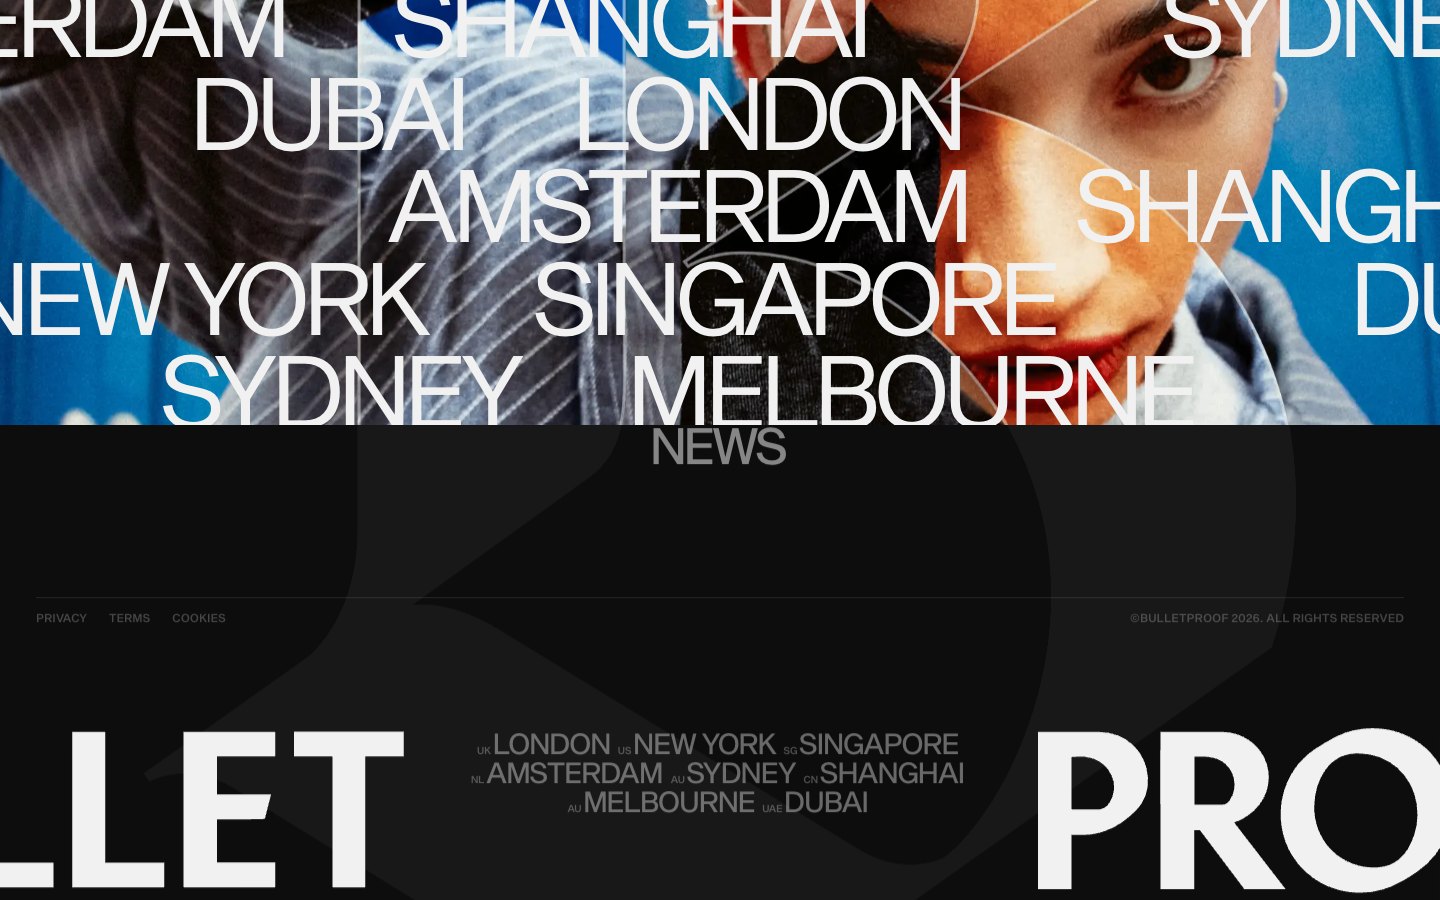 ERDAM SHANGHAI SYDNE
DUBAI LONDON
AMSTERDAM SHANGH
NEW YORK SINGAPORE DU
SYDNEY MELBOURNE
NEWS
PRIVACY TERMS COOKIES ©BULLETPROOF 2026. ALL RIGHTS RESERVED
UK LONDON US NEW YORK SG SINGAPORE
NL AMSTERDAM AU SYDNEY CN SHANGHAI
AU MELBOURNE UAE DUBAI
LLET PRO